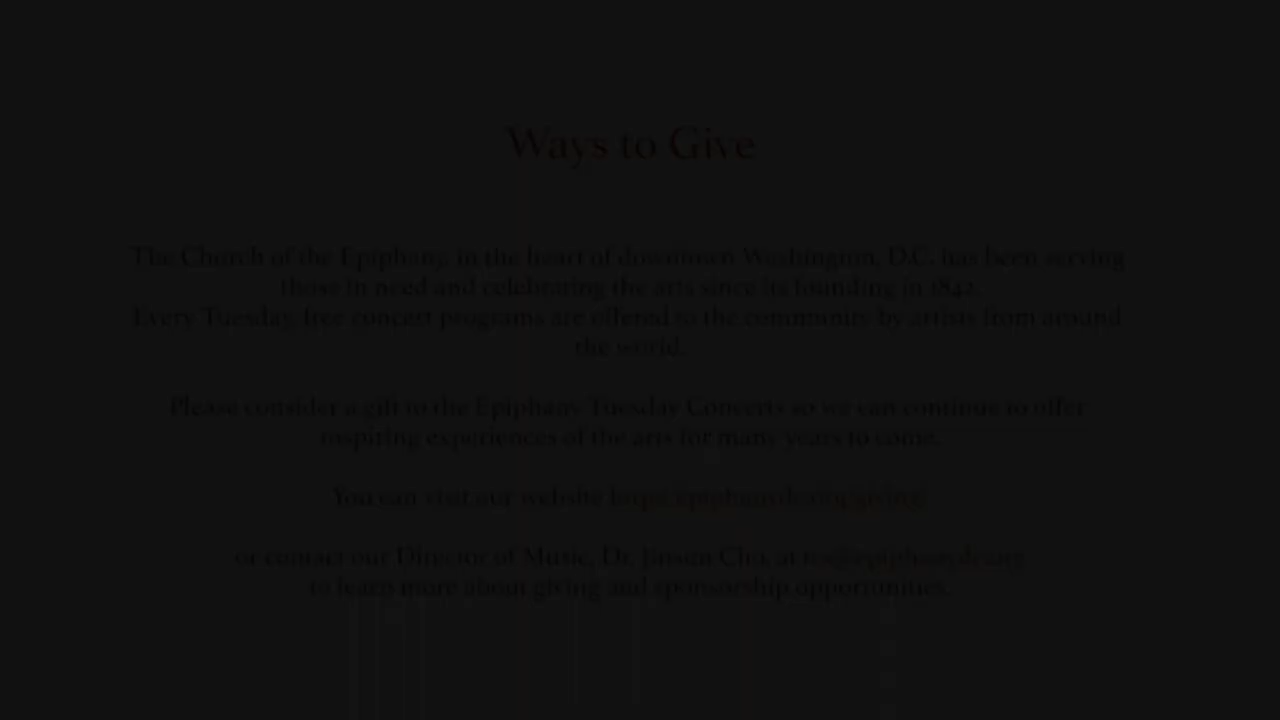 Ways to Give
The Church of the Epiphany, in the heart of downtown Washington, D.C. has been serving
those in need and celebrating the arts since its founding in 1842.
Every Tuesday, free concert programs are offered to the community by artists from around
the world.
Please consider a gift to the Epiphany Tuesday Concerts so we can continue to offer
inspiring experiences of the arts for many years to come.
You can visit our website
or contact our Director of Music, Dr. Jinsun Cho, at
to learn more about giving and sponsorship opportunities.